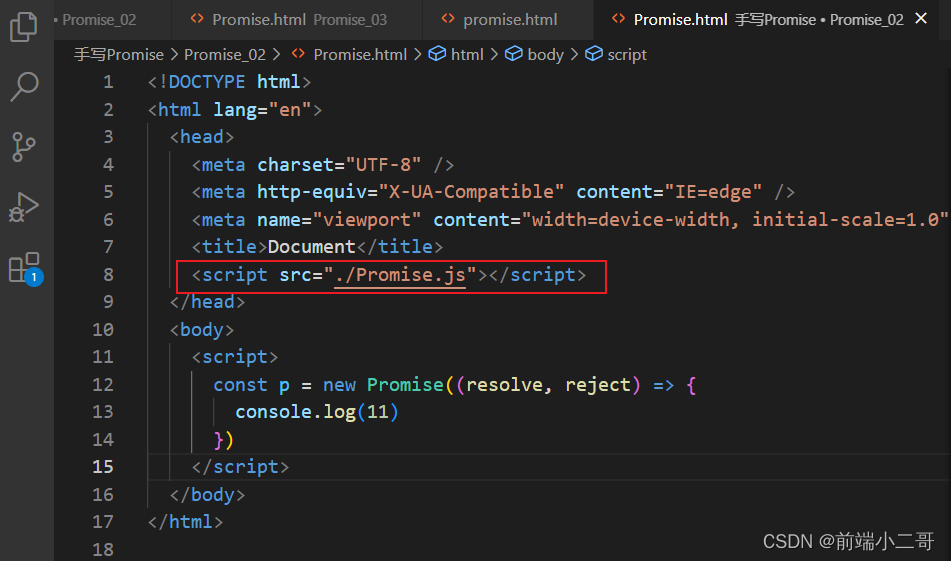 • Promise_02
<> Promise.html Promise_03
<> promise.html
<> Promise.html 手写Promise • Promise_02 ×
手写Promise > Promise_02 > <> Promise.html > html > body > script
1 <!DOCTYPE html>
2 <html lang="en">
3 <head>
4 <meta charset="UTF-8" />
5 <meta http-equiv="X-UA-Compatible" content="IE=edge" />
6 <meta name="viewport" content="width=device-width, initial-scale=1.0"
7 <title>Document</title>
8 <script src="./Promise.js"></script>
9 </head>
10 <body>
11 <script>
12 const p = new Promise((resolve, reject) => {
13 console.log(11)
14 })
15 </script>
16 </body>
17 </html>
18
1
CSDN @前端小二哥